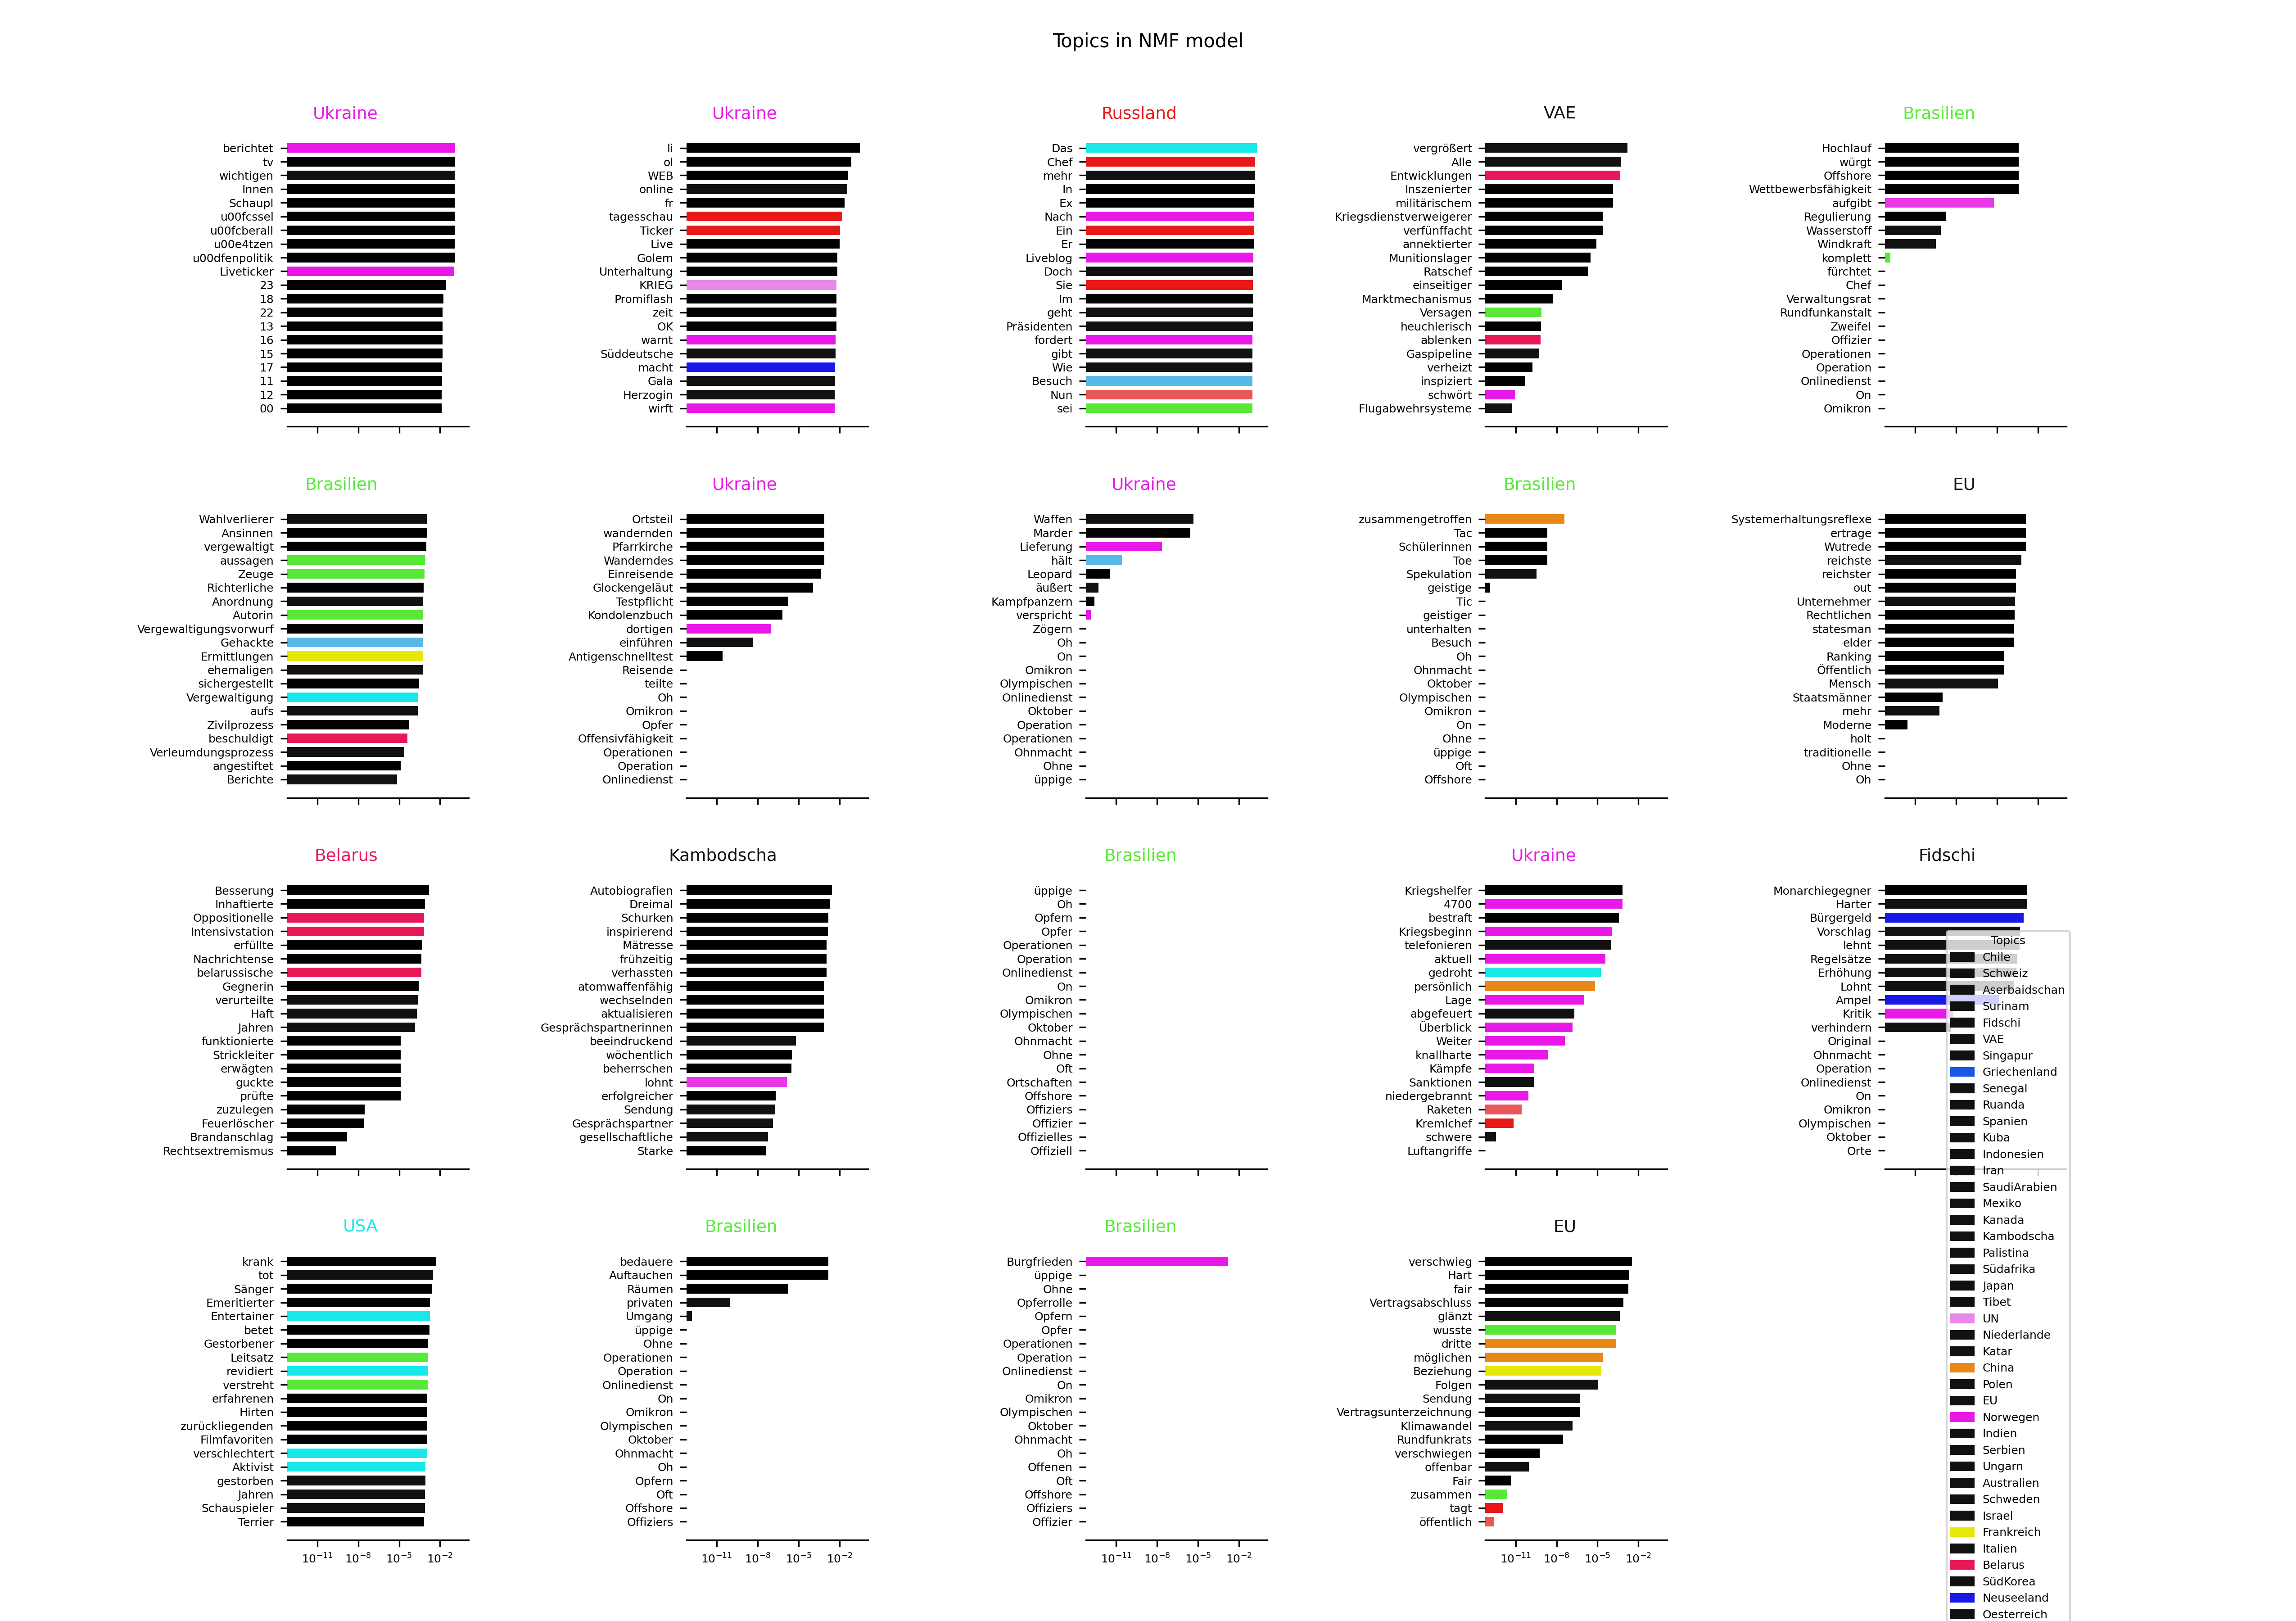 Topics in NMF model
Ukraine
berichtet
tv
wichtigen
Innen
Schaupl
u00fcssel
u00fcberall
u00e4tzen
u00dfenpolitik
Liveticker
23
18
22
13
16
15
17
11
12
00
Ukraine
li
ol
WEB
online
fr
tagesschau
Ticker
Live
Golem
Unterhaltung
KRIEG
Promiflash
zeit
OK
warnt
Süddeutsche
macht
Gala
Herzogin
wirft
Russland
Das
Chef
mehr
In
Ex
Nach
Ein
Er
Liveblog
Doch
Sie
Im
geht
Präsidenten
fordert
gibt
Wie
Besuch
Nun
sei
VAE
vergrößert
Alle
Entwicklungen
Inszenierter
militärischem
Kriegsdienstverweigerer
verfünffacht
annektierter
Munitionslager
Ratschef
einseitiger
Marktmechanismus
Versagen
heuchlerisch
ablenken
Gaspipeline
verheizt
inspiziert
schwört
Flugabwehrsysteme
Brasilien
Hochlauf
würgt
Offshore
Wettbewerbsfähigkeit
aufgibt
Regulierung
Wasserstoff
Windkraft
komplett
fürchtet
Chef
Verwaltungsrat
Rundfunkanstalt
Zweifel
Offizier
Operationen
Operation
Onlinedienst
On
Omikron
Brasilien
Wahlverlierer
Ansinnen
vergewaltigt
aussagen
Zeuge
Richterliche
Anordnung
Autorin
Vergewaltigungsvorwurf
Gehackte
Ermittlungen
ehemaligen
sichergestellt
Vergewaltigung
aufs
Zivilprozess
beschuldigt
Verleumdungsprozess
angestiftet
Berichte
Ukraine
Ortsteil
wandernden
Pfarrkirche
Wanderndes
Einreisende
Glockengeläut
Testpflicht
Kondolenzbuch
dortigen
einführen
Antigenschnelltest
Reisende
teilte
Oh
Omikron
Opfer
Offensivfähigkeit
Operationen
Operation
Onlinedienst
Ukraine
Waffen
Marder
Lieferung
hält
Leopard
äußert
Kampfpanzern
verspricht
Zögern
Oh
On
Omikron
Olympischen
Onlinedienst
Oktober
Operation
Operationen
Ohnmacht
Ohne
üppige
Brasilien
zusammengetroffen
Tac
Schülerinnen
Toe
Spekulation
geistige
Tic
geistiger
unterhalten
Besuch
Oh
Ohnmacht
Oktober
Olympischen
Omikron
On
Ohne
üppige
Oft
Offshore
EU
Systemerhaltungsreflexe
ertrage
Wutrede
reichste
reichster
out
Unternehmer
Rechtlichen
statesman
elder
Ranking
Öffentlich
Mensch
Staatsmänner
mehr
Moderne
holt
traditionelle
Ohne
Oh
Belarus
Besserung
Inhaftierte
Oppositionelle
Intensivstation
erfüllte
Nachrichtense
belarussische
Gegnerin
verurteilte
Haft
Jahren
funktionierte
Strickleiter
erwägten
guckte
prüfte
zuzulegen
Feuerlöscher
Brandanschlag
Rechtsextremismus
Kambodscha
Autobiografien
Dreimal
Schurken
inspirierend
Mätresse
frühzeitig
verhassten
atomwaffenfähig
wechselnden
aktualisieren
Gesprächspartnerinnen
beeindruckend
wöchentlich
beherrschen
lohnt
erfolgreicher
Sendung
Gesprächspartner
gesellschaftliche
Starke
Brasilien
üppige
Oh
Opfern
Opfer
Operationen
Operation
Onlinedienst
On
Omikron
Olympischen
Oktober
Ohnmacht
Ohne
Oft
Ortschaften
Offshore
Offiziers
Offizier
Offizielles
Offiziell
Ukraine
Kriegshelfer
4700
bestraft
Kriegsbeginn
telefonieren
aktuell
gedroht
persönlich
Lage
abgefeuert
Überblick
Weiter
knallharte
Kämpfe
Sanktionen
niedergebrannt
Raketen
Kremlchef
schwere
Luftangriffe
Fidschi
Monarchiegegner
Harter
Bürgergeld
Vorschlag
lehnt
Regelsätze
Erhöhung
Lohnt
Ampel
Kritik
verhindern
Original
Ohnmacht
Operation
Onlinedienst
On
Omikron
Olympischen
Oktober
Orte
USA
krank
tot
Sänger
Emeritierter
Entertainer
betet
Gestorbener
Leitsatz
revidiert
verstreht
erfahrenen
Hirten
zurückliegenden
Filmfavoriten
verschlechtert
Aktivist
gestorben
Jahren
Schauspieler
Terrier
10⁻¹¹ 10⁻⁸ 10⁻⁵ 10⁻²
Brasilien
bedauere
Auftauchen
Räumen
privaten
Umgang
üppige
Ohne
Operationen
Operation
Onlinedienst
On
Omikron
Olympischen
Oktober
Ohnmacht
Oh
Opfern
Oft
Offshore
Offiziers
10⁻¹¹ 10⁻⁸ 10⁻⁵ 10⁻²
Brasilien
Burgfrieden
üppige
Ohne
Opferrolle
Opfern
Opfer
Operationen
Operation
Onlinedienst
On
Omikron
Olympischen
Oktober
Ohnmacht
Oh
Offenen
Oft
Offshore
Offiziers
Offizier
10⁻¹¹ 10⁻⁸ 10⁻⁵ 10⁻²
EU
verschwieg
Hart
fair
Vertragsabschluss
glänzt
wusste
dritte
möglichen
Beziehung
Folgen
Sendung
Vertragsunterzeichnung
Klimawandel
Rundfunkrats
verschwiegen
offenbar
Fair
zusammen
tagt
öffentlich
10⁻¹¹ 10⁻⁸ 10⁻⁵ 10⁻²
Topics
Chile
Schweiz
Aserbaidschan
Surinam
Fidschi
VAE
Singapur
Griechenland
Senegal
Ruanda
Spanien
Kuba
Indonesien
Iran
SaudiArabien
Mexiko
Kanada
Kambodscha
Palistina
Südafrika
Japan
Tibet
UN
Niederlande
Katar
China
Polen
EU
Norwegen
Indien
Serbien
Ungarn
Australien
Schweden
Israel
Frankreich
Italien
Belarus
SüdKorea
Neuseeland
Oesterreich